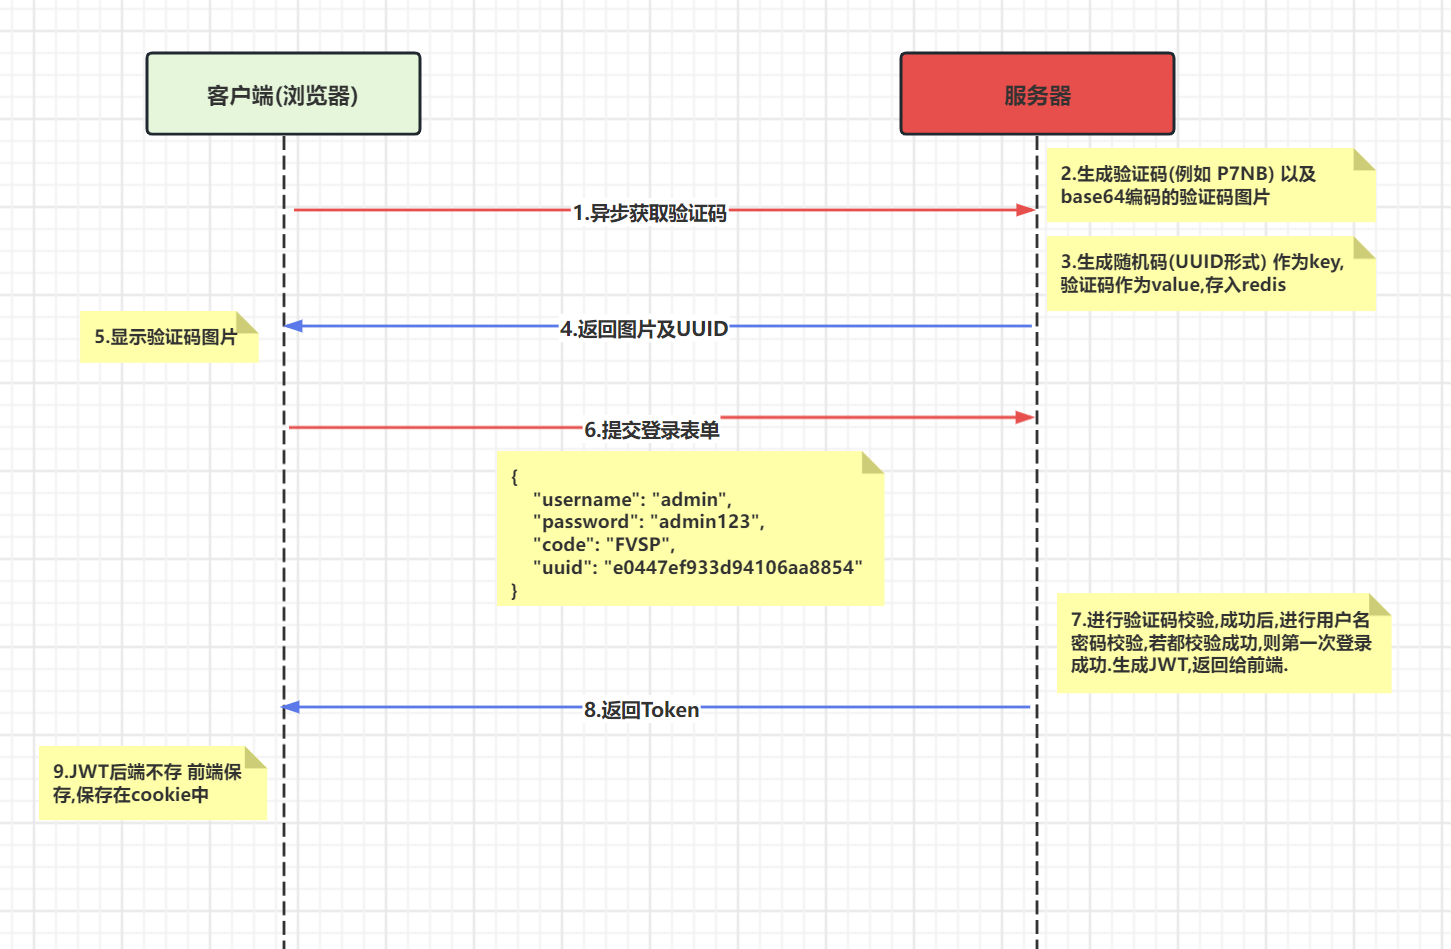 客户端(浏览器)
服务器
2.生成验证码(例如 P7NB) 以及
base64编码的验证码图片
1.异步获取验证码
3.生成随机码(UUID形式) 作为key,
验证码作为value,存入redis
4.返回图片及UUID
5.显示验证码图片
6.提交登录表单
{
"username": "admin",
"password": "admin123",
"code": "FVSP",
"uuid": "e0447ef933d94106aa8854"
}
7.进行验证码校验,成功后,进行用户名
密码校验,若都校验成功,则第一次登录
成功.生成JWT,返回给前端.
8.返回Token
9.JWT后端不存 前端保
存,保存在cookie中